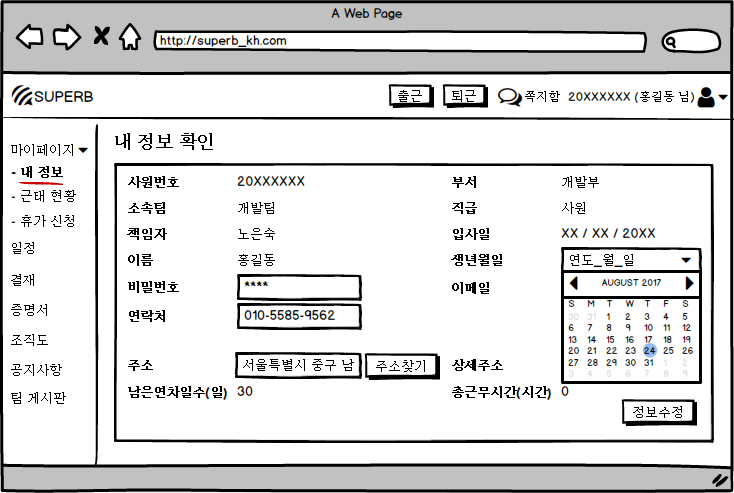 A Web Page
http://superb_kh.com
SUPERB 출근 퇴근 쪽지함 20XXXXXX (홍길동 님)
마이페이지
- 내 정보
- 근태 현황
- 휴가 신청
일정
결재
증명서
조직도
공지사항
팀 게시판
내 정보 확인
사원번호 20XXXXXX 부서 개발부
소속팀 개발팀 직급 사원
책임자 노은숙 입사일 XX / XX / 20XX
이름 홍길동 생년월일 연도_월_일
비밀번호 **** 이메일
연락처 010-5585-9562
AUGUST 2017
S M T W T F S
30 31 1 2 3 4 5
6 7 8 9 10 11 12
13 14 15 16 17 18 19
20 21 22 23 24 25 26
27 28 29 30 31 1 2
3 4 5 6 7 8 9
주소 서울특별시 중구 남 주소찾기 상세주소
남은연차일수(일) 30 총근무시간(시간) 0
정보수정